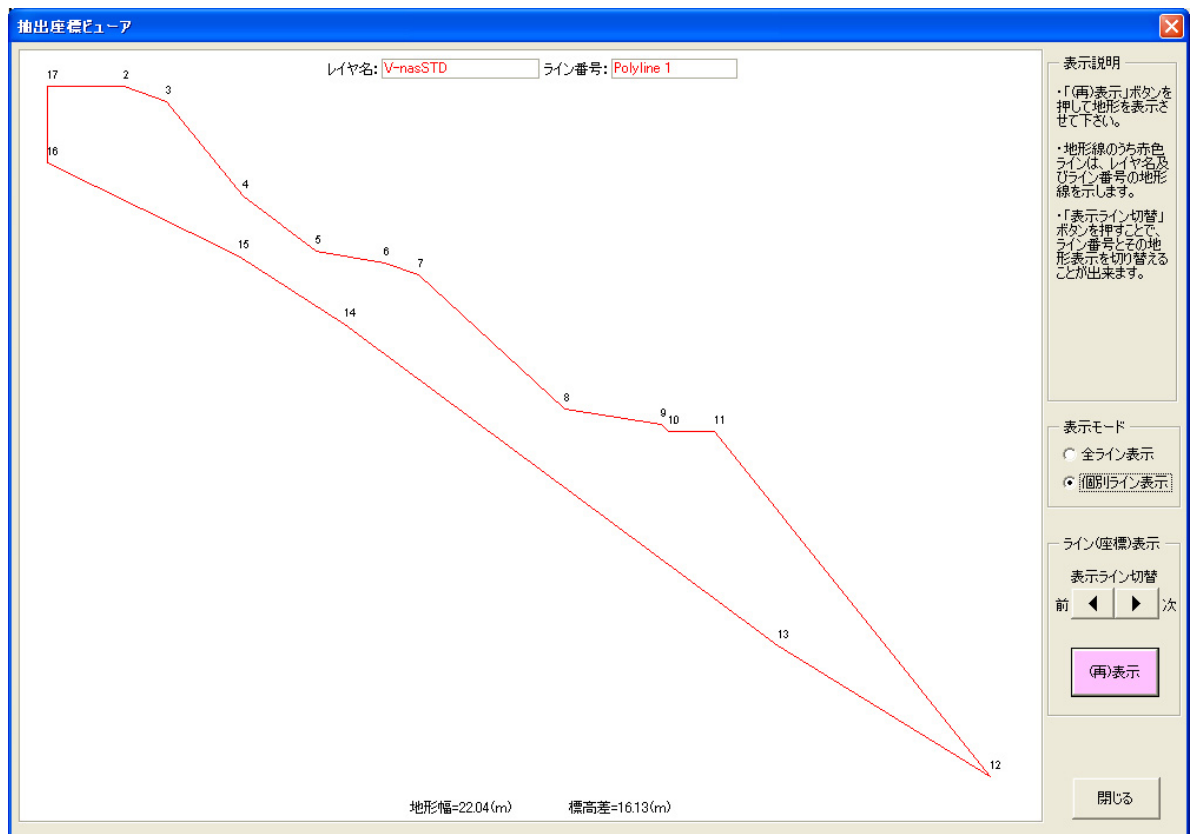 抽出座標ビューア
レイヤ名: V-nasSTD ライン番号: Polyline 1
17
2
3
16
4
15
5
6
7
14
8
9
10
11
13
12
地形幅=22.04(m) 標高差=16.13(m)
表示説明
・「(再)表示」ボタンを
押して地形を表示さ
せて下さい。
・地形線のうち赤色
ラインは、レイヤ名及
びライン番号の地形
線を示します。
・「表示ライン切替」
ボタンを押すことで、
ライン番号とその地
形表示を切り替える
ことが出来ます。
表示モード
全ライン表示
個別ライン表示
ライン(座標)表示
表示ライン切替
前 次
(再)表示
閉じる